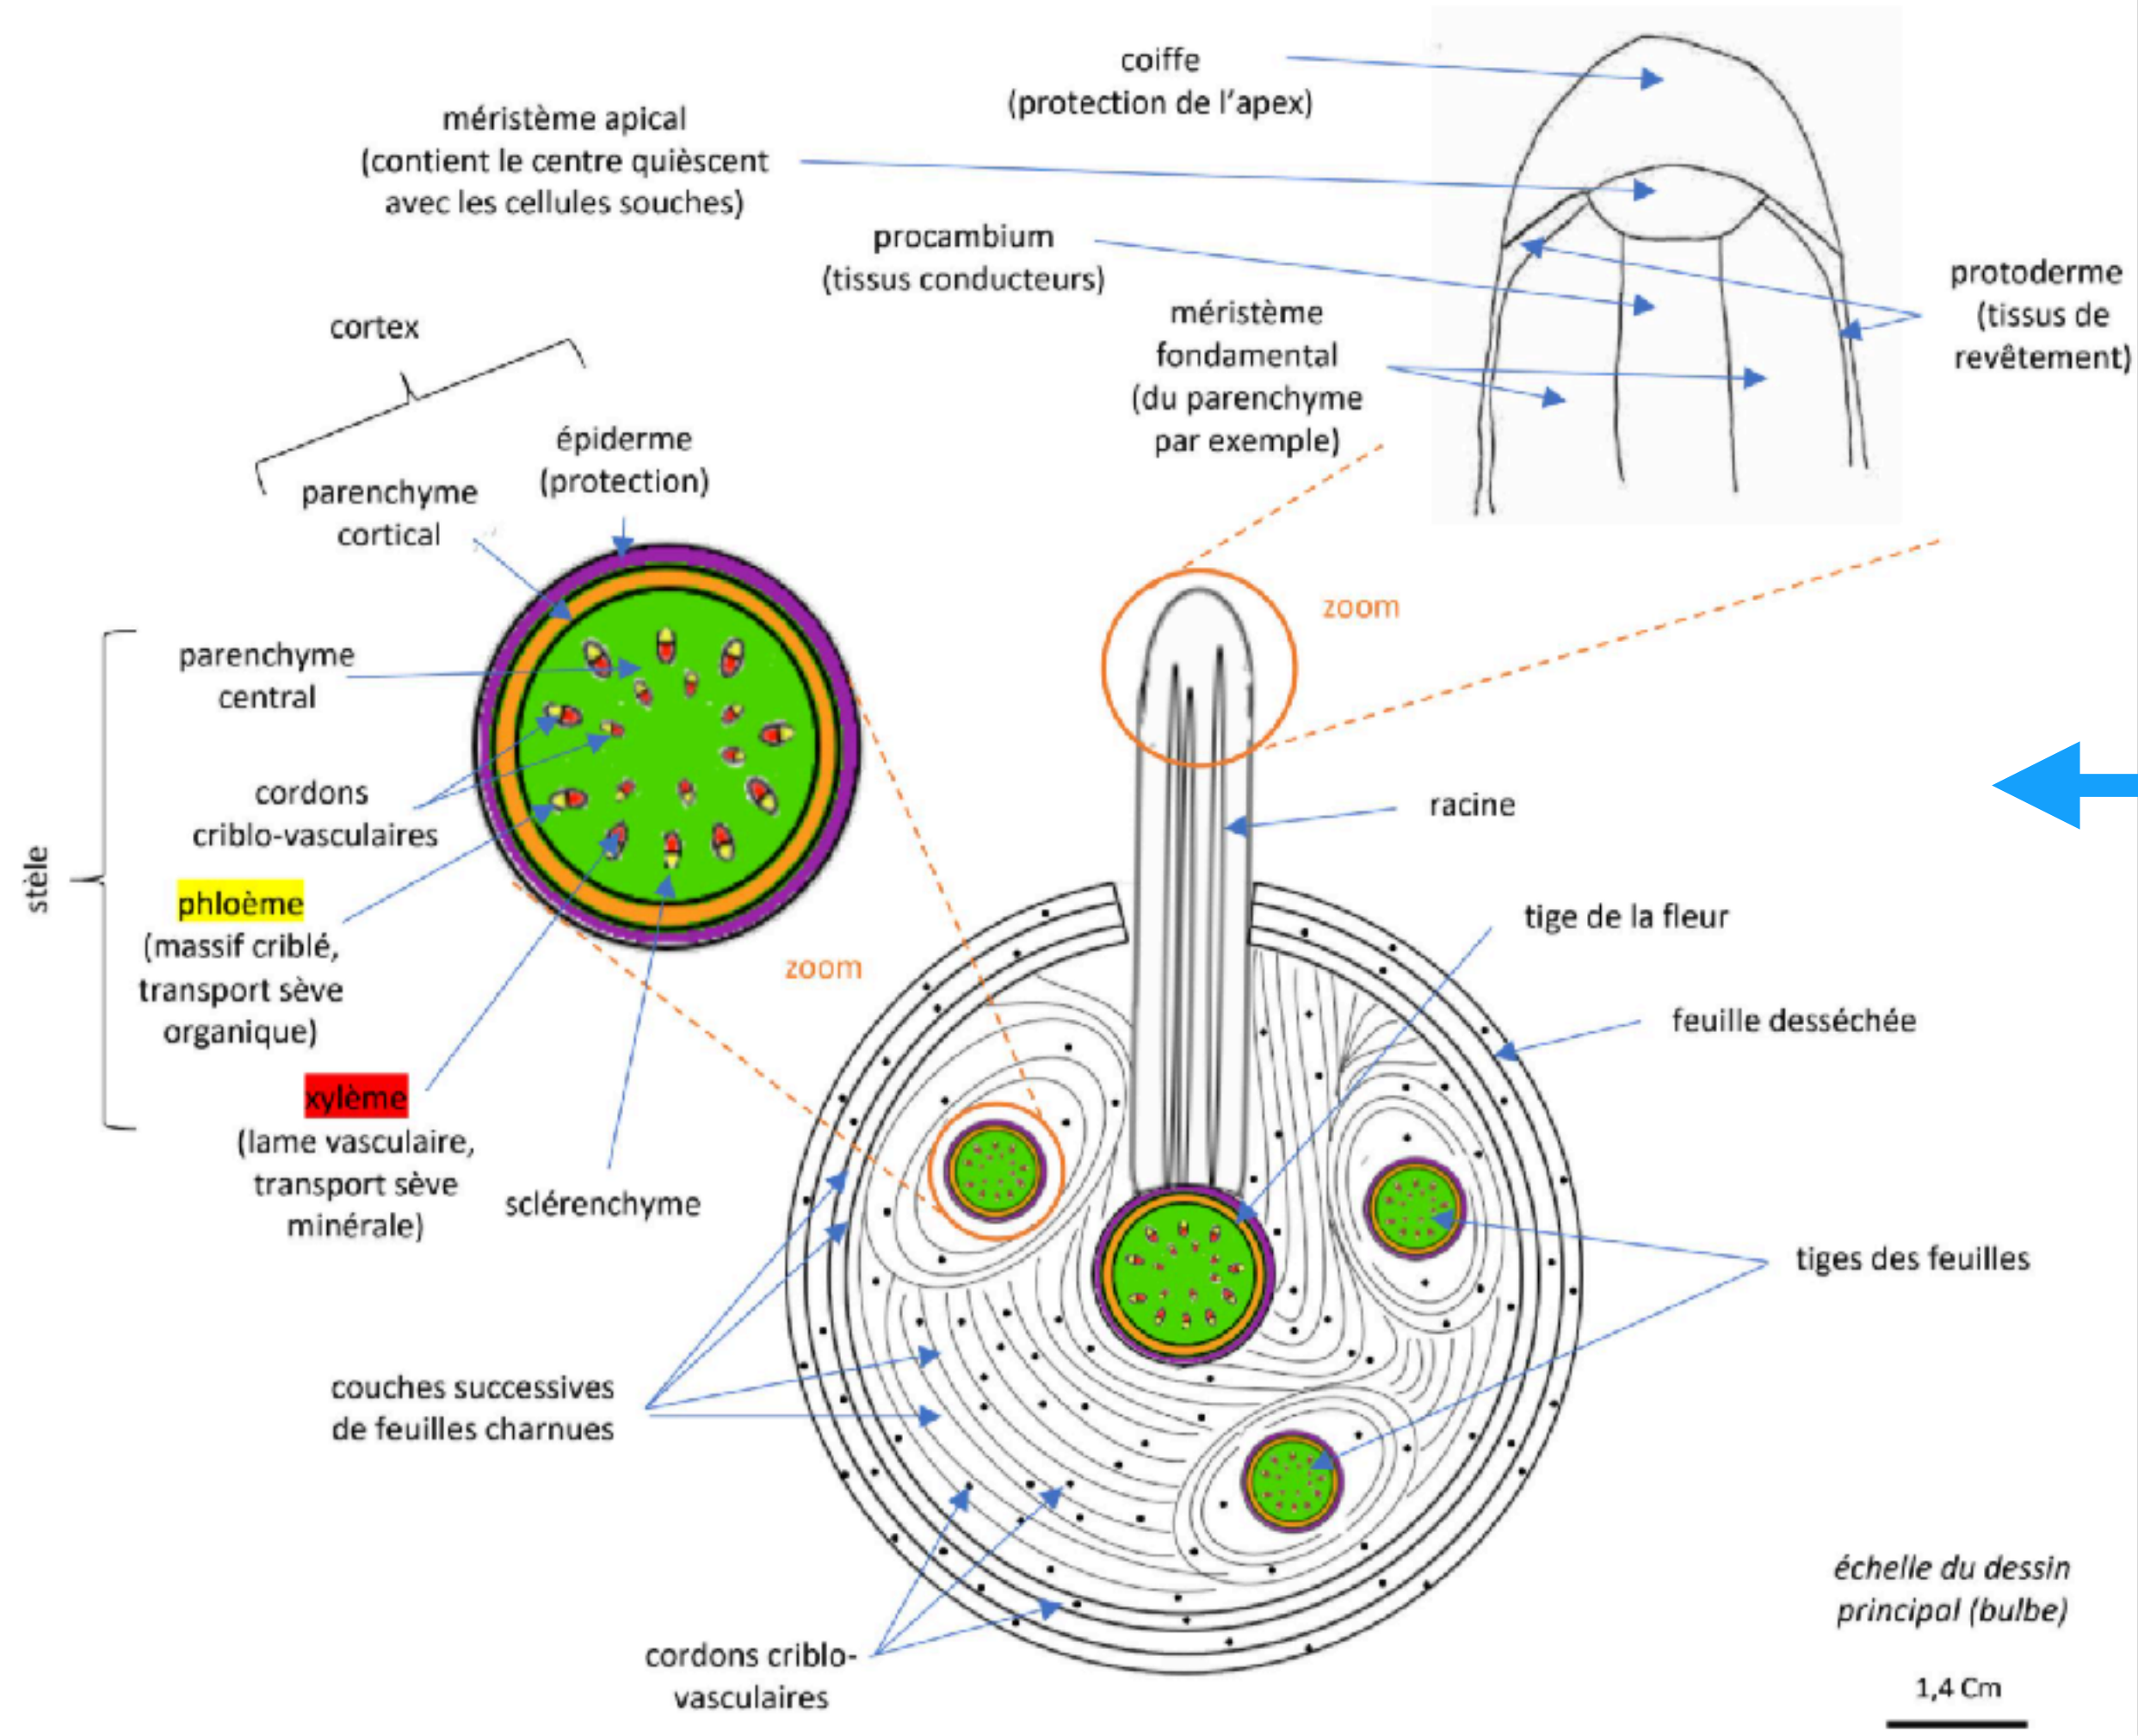 coiffe
(protection de l'apex)
méristème apical
(contient le centre quièscent
avec les cellules souches)
procambium
(tissus conducteurs)
méristème
fondamental
(du parenchyme
par exemple)
protoderme
(tissus de
revêtement)
cortex
épiderme
(protection)
parenchyme
cortical
zoom
parenchyme
central
cordons
criblo-vasculaires
stèle
phloème
(massif criblé,
transport sève
organique)
xylème
(lame vasculaire,
transport sève
minérale)
sclérenchyme
zoom
racine
tige de la fleur
feuille desséchée
tiges des feuilles
couches successives
de feuilles charnues
cordons criblo-
vasculaires
échelle du dessin
principal (bulbe)
1,4 Cm